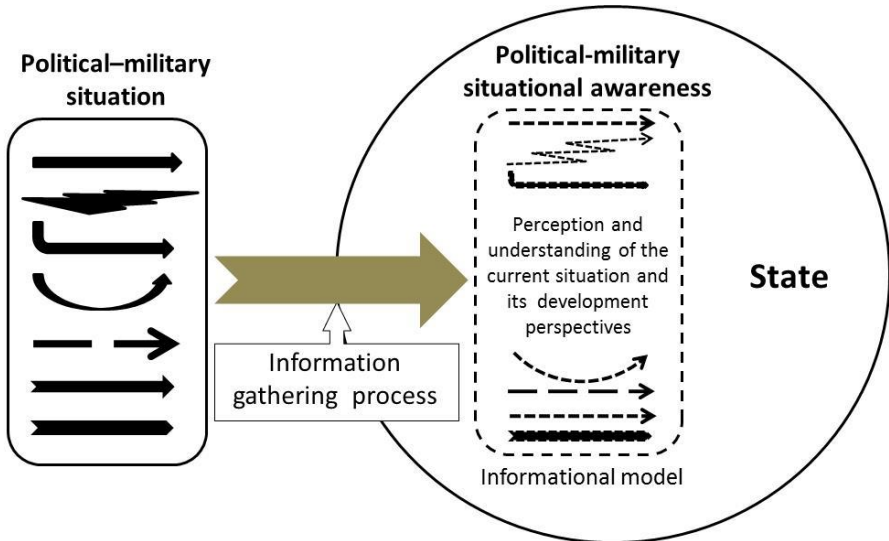 Political–military
situation
Political-military
situational awareness
Perception and
understanding of the
current situation and
its development
perspectives
State
Information
gathering process
Informational model